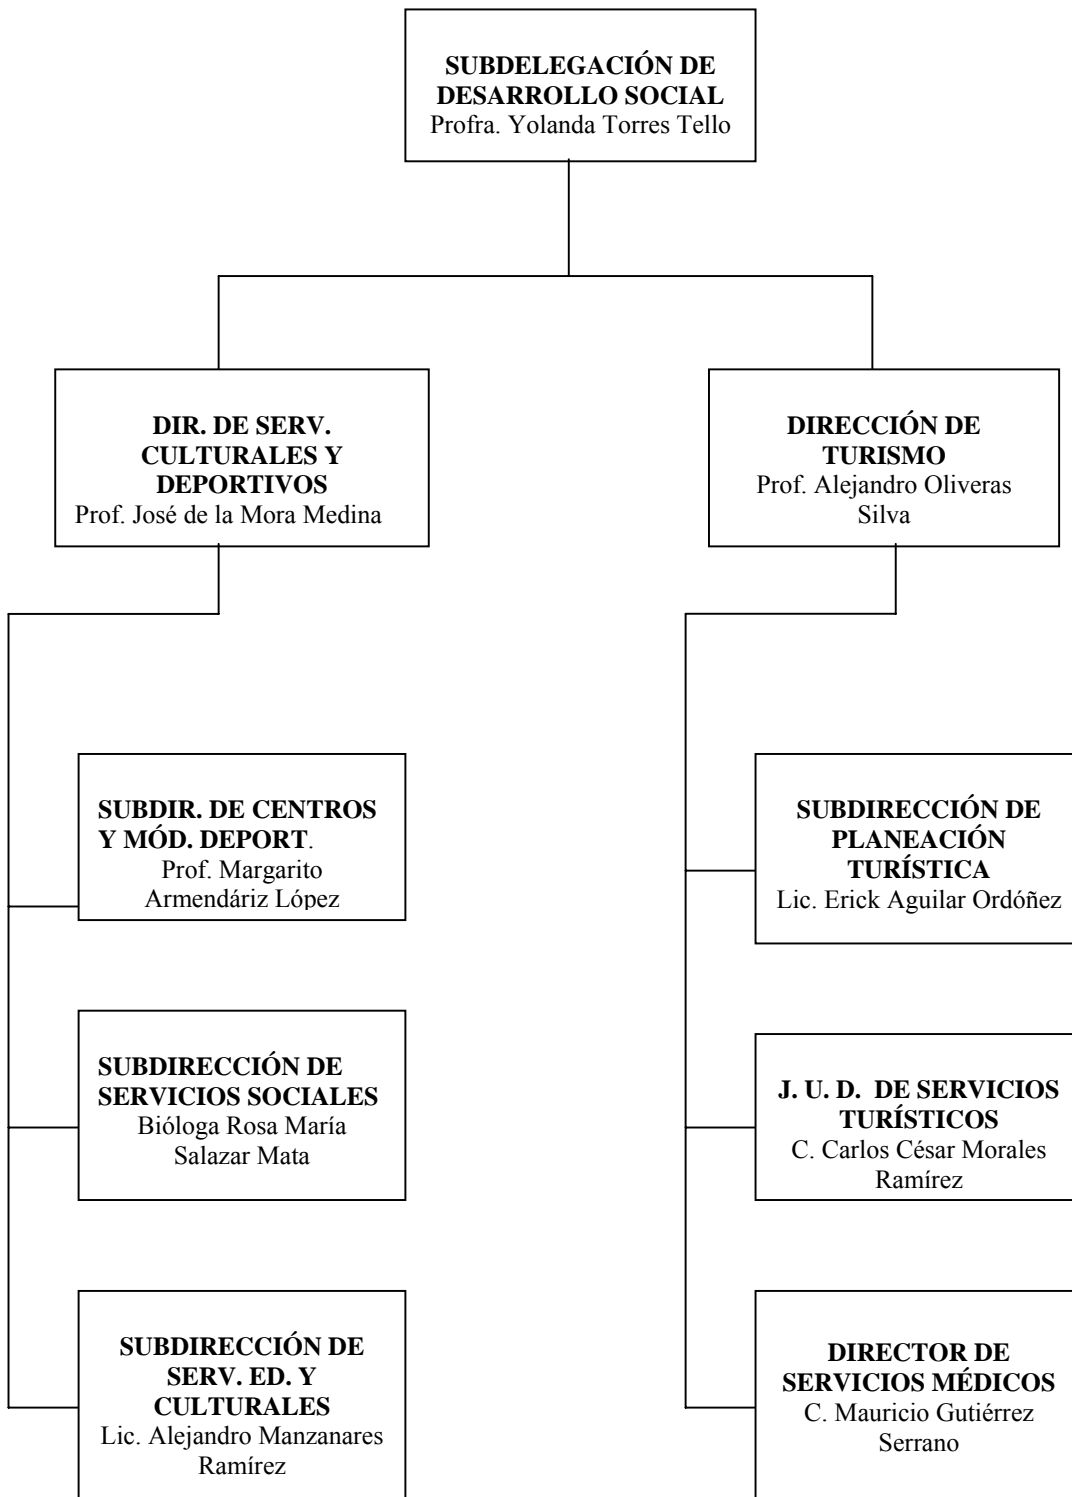 SUBDELEGACIÓN DE
DESARROLLO SOCIAL
Profra. Yolanda Torres Tello
DIR. DE SERV.
CULTURALES Y
DEPORTIVOS
Prof. José de la Mora Medina
DIRECCIÓN DE
TURISMO
Prof. Alejandro Oliveras
Silva
SUBDIR. DE CENTROS
Y MÓD. DEPORT.
Prof. Margarito
Armendáriz López
SUBDIRECCIÓN DE
PLANEACIÓN
TURÍSTICA
Lic. Erick Aguilar Ordóñez
SUBDIRECCIÓN DE
SERVICIOS SOCIALES
Bióloga Rosa María
Salazar Mata
J. U. D. DE SERVICIOS
TURÍSTICOS
C. Carlos César Morales
Ramírez
SUBDIRECCIÓN DE
SERV. ED. Y
CULTURALES
Lic. Alejandro Manzanares
Ramírez
DIRECTOR DE
SERVICIOS MÉDICOS
C. Mauricio Gutiérrez
Serrano